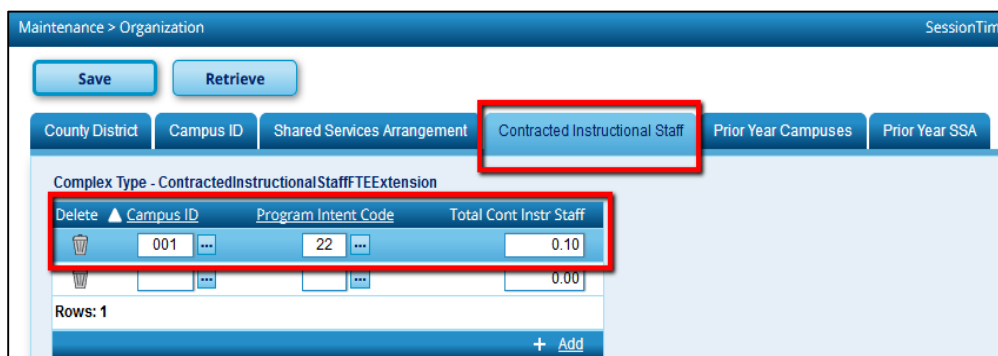 Maintenance > Organization SessionTim
Save Retrieve
County District Campus ID Shared Services Arrangement Contracted Instructional Staff Prior Year Campuses Prior Year SSA
Complex Type - ContractedInstructionalStaffFTEExtension
Delete Campus ID Program Intent Code Total Cont Instr Staff
001 ... 22 ... 0.10
... ... 0.00
Rows: 1
+ Add